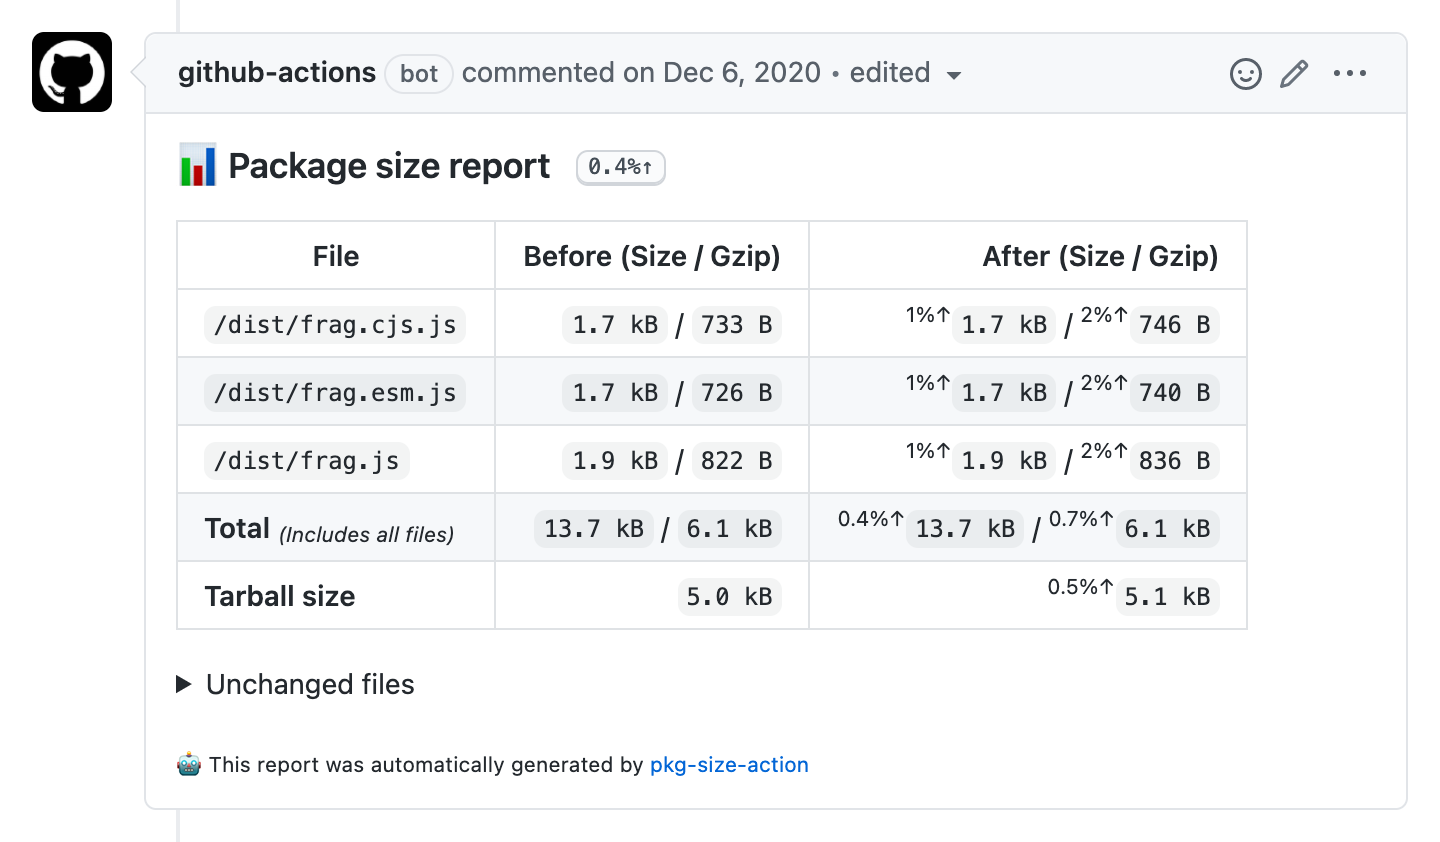 github-actions bot commented on Dec 6, 2020 • edited
Package size report 0.4%↑
File Before (Size / Gzip) After (Size / Gzip)
/dist/frag.cjs.js 1.7 kB / 733 B 1%↑ 1.7 kB / 2%↑ 746 B
/dist/frag.esm.js 1.7 kB / 726 B 1%↑ 1.7 kB / 2%↑ 740 B
/dist/frag.js 1.9 kB / 822 B 1%↑ 1.9 kB / 2%↑ 836 B
Total (Includes all files) 13.7 kB / 6.1 kB 0.4%↑ 13.7 kB / 0.7%↑ 6.1 kB
Tarball size 5.0 kB 0.5%↑ 5.1 kB
Unchanged files
This report was automatically generated by pkg-size-action